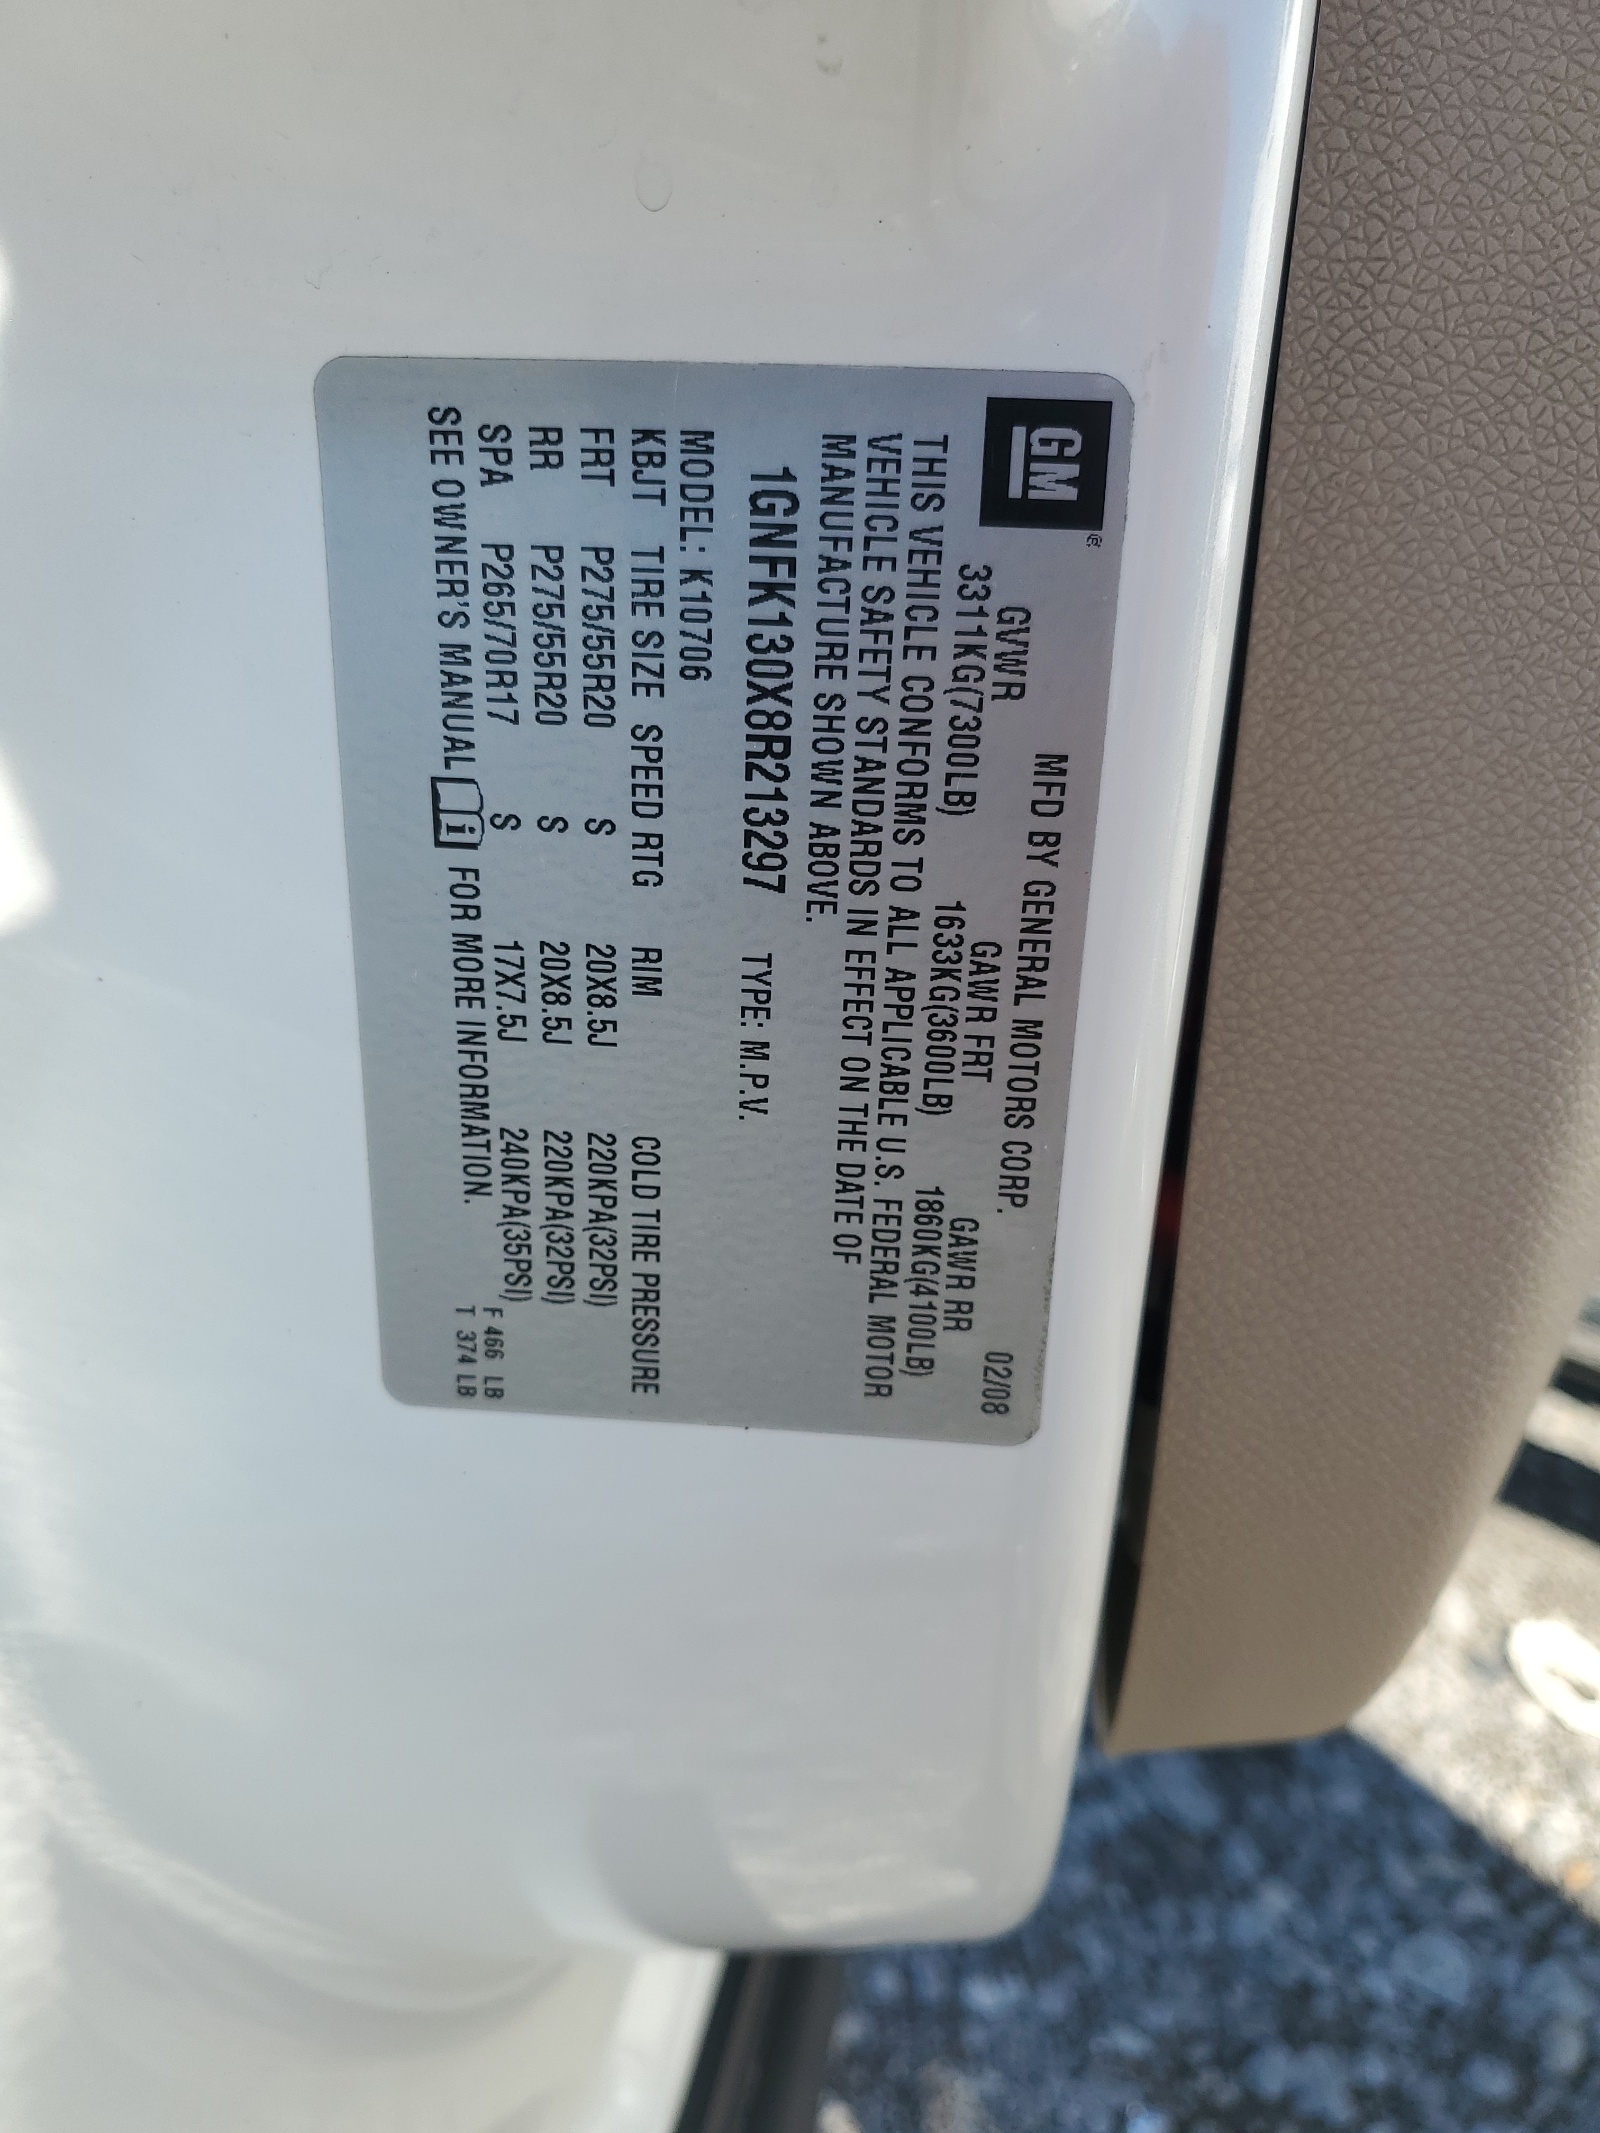 GM
MFD BY GENERAL MOTORS CORP. 02/08
GVWR GAWR FRT GAWR RR
3311KG(7300LB) 1633KG(3600LB) 1860KG(4100LB)
THIS VEHICLE CONFORMS TO ALL APPLICABLE U.S. FEDERAL MOTOR
VEHICLE SAFETY STANDARDS IN EFFECT ON THE DATE OF
MANUFACTURE SHOWN ABOVE.
1GNFK130X8R213297 TYPE: M.P.V.
MODEL: K10706
KBJT TIRE SIZE SPEED RTG RIM COLD TIRE PRESSURE
FRT P275/55R20 S 20X8.5J 220KPA(32PSI)
RR P275/55R20 S 20X8.5J 220KPA(32PSI)
SPA P265/70R17 S 17X7.5J 240KPA(35PSI) F 466 LB
SEE OWNER'S MANUAL i FOR MORE INFORMATION. T 374 LB